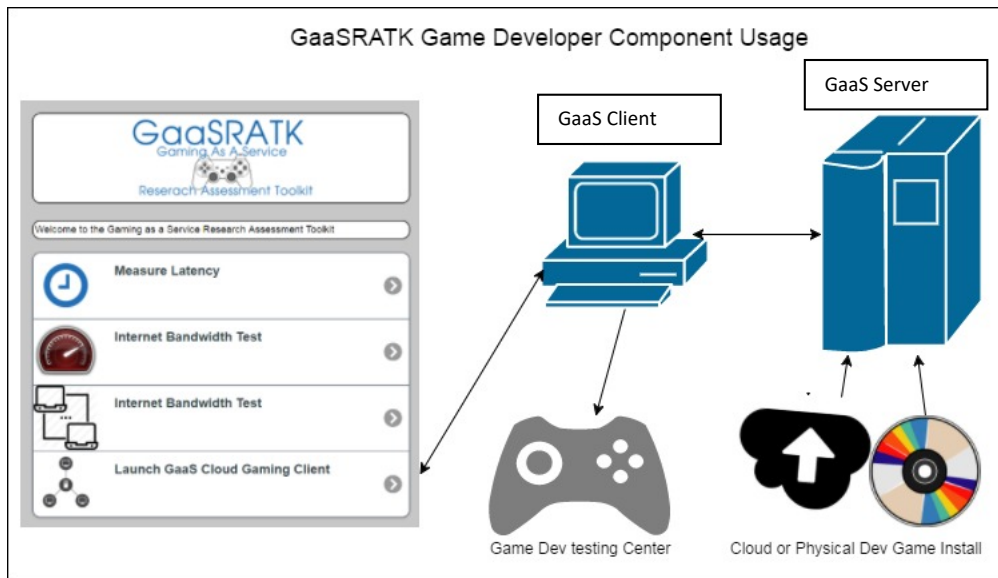 GaaSRATK Game Developer Component Usage
GaaS Client
GaaS Server
GaaSRATK
Gaming As A Service
Reserach Assessment Toolkit
Welcome to the Gaming as a Service Research Assessment Toolkit
Measure Latency
Internet Bandwidth Test
Internet Bandwidth Test
Launch GaaS Cloud Gaming Client
Game Dev testing Center
Cloud or Physical Dev Game Install